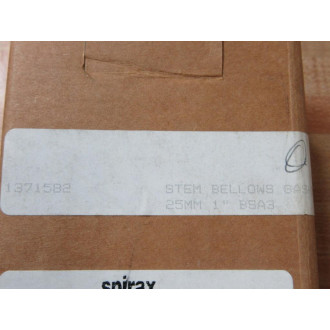 1371582 STEM BELLOWS
25MM 1" BSA3
spirax